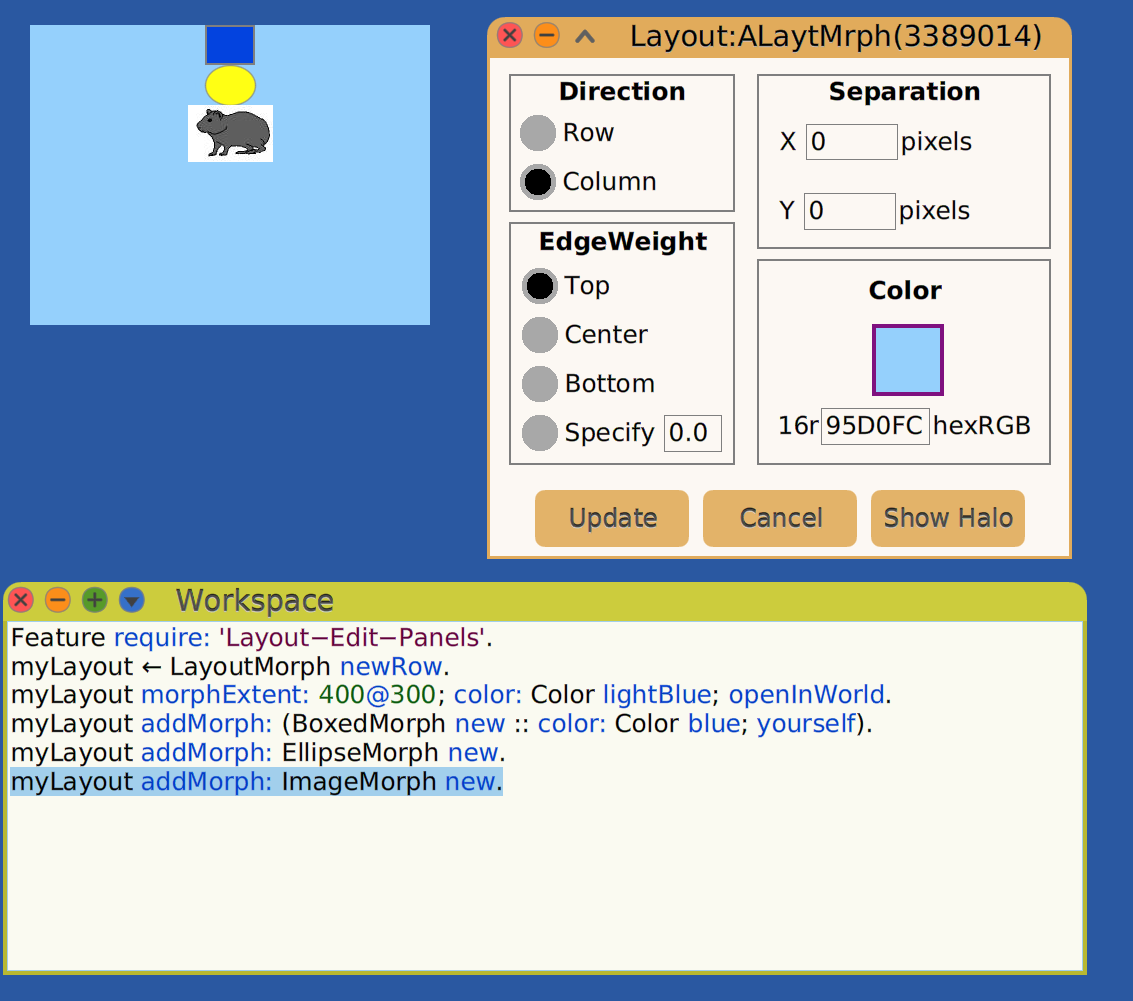 Layout:ALaytMrph(3389014)
Direction
Row
Column
EdgeWeight
Top
Center
Bottom
Specify 0.0
Separation
X 0 pixels
Y 0 pixels
Color
16r 95D0FC hexRGB
Update Cancel Show Halo
Workspace
Feature require: 'Layout−Edit−Panels'.
myLayout ← LayoutMorph newRow.
myLayout morphExtent: 400@300; color: Color lightBlue; openInWorld.
myLayout addMorph: (BoxedMorph new :: color: Color blue; yourself).
myLayout addMorph: EllipseMorph new.
myLayout addMorph: ImageMorph new.